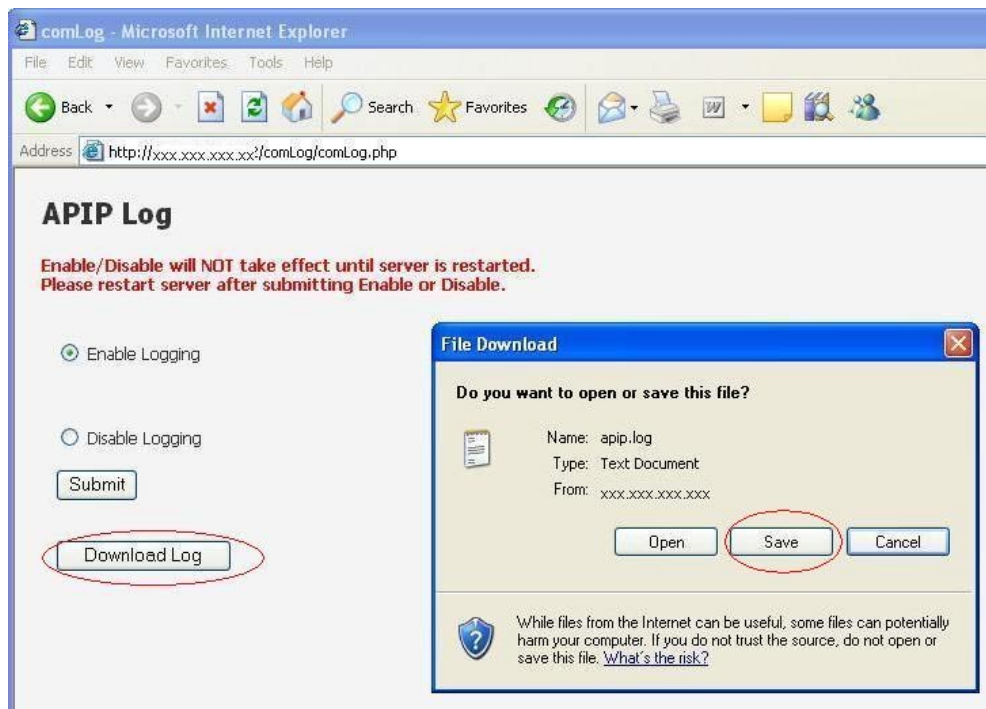 comLog - Microsoft Internet Explorer
File Edit View Favorites Tools Help
Back Search Favorites
Address http://xxx.xxx.xxx.xx?/comLog/comLog.php
APIP Log
Enable/Disable will NOT take effect until server is restarted.
Please restart server after submitting Enable or Disable.
Enable Logging
Disable Logging
Submit
Download Log
File Download
Do you want to open or save this file?
Name: apip.log
Type: Text Document
From: xxx.xxx.xxx.xxx
Open Save Cancel
While files from the Internet can be useful, some files can potentially
harm your computer. If you do not trust the source, do not open or
save this file. What's the risk?